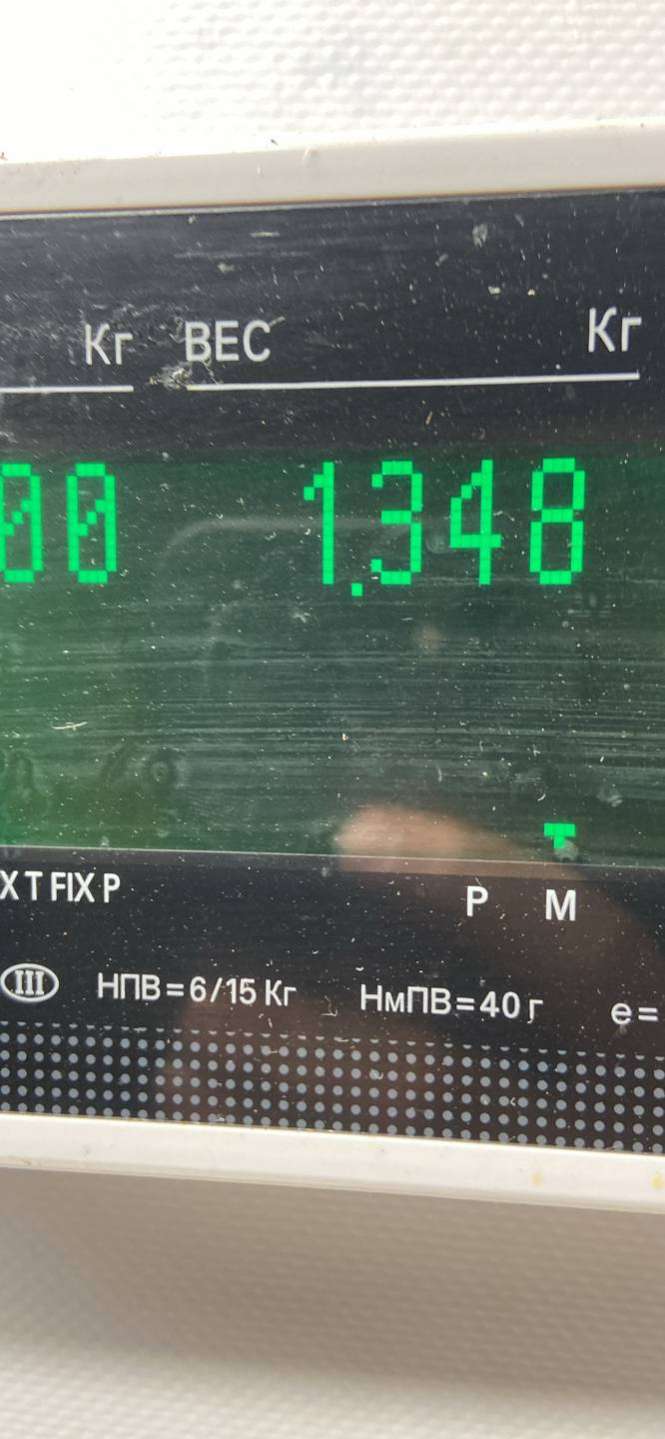 Кг ВЕС Кг
00 1.348
X T FIX P P M
III НПВ=6/15 Кг НмПВ=40 г e=